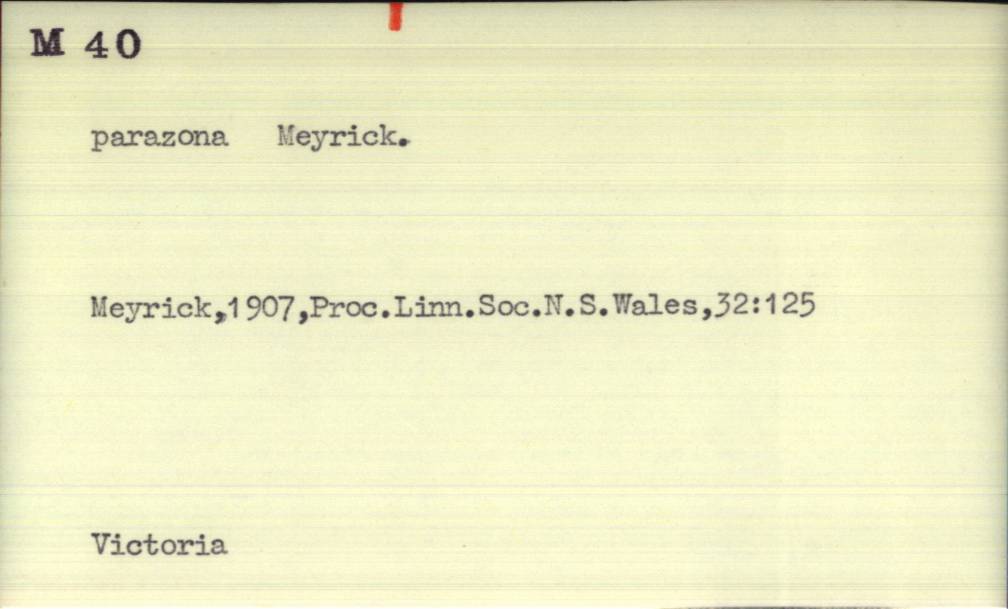 M 40
parazona Meyrick.
Meyrick,1907,Proc.Linn.Soc.N.S.Wales,32:125
Victoria